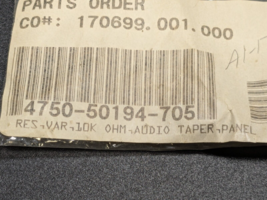 PARTS ORDER
CO#: 170699.001.000
4750-50194-705
RES,VAR,10K OHM,AUDIO TAPER,PANEL